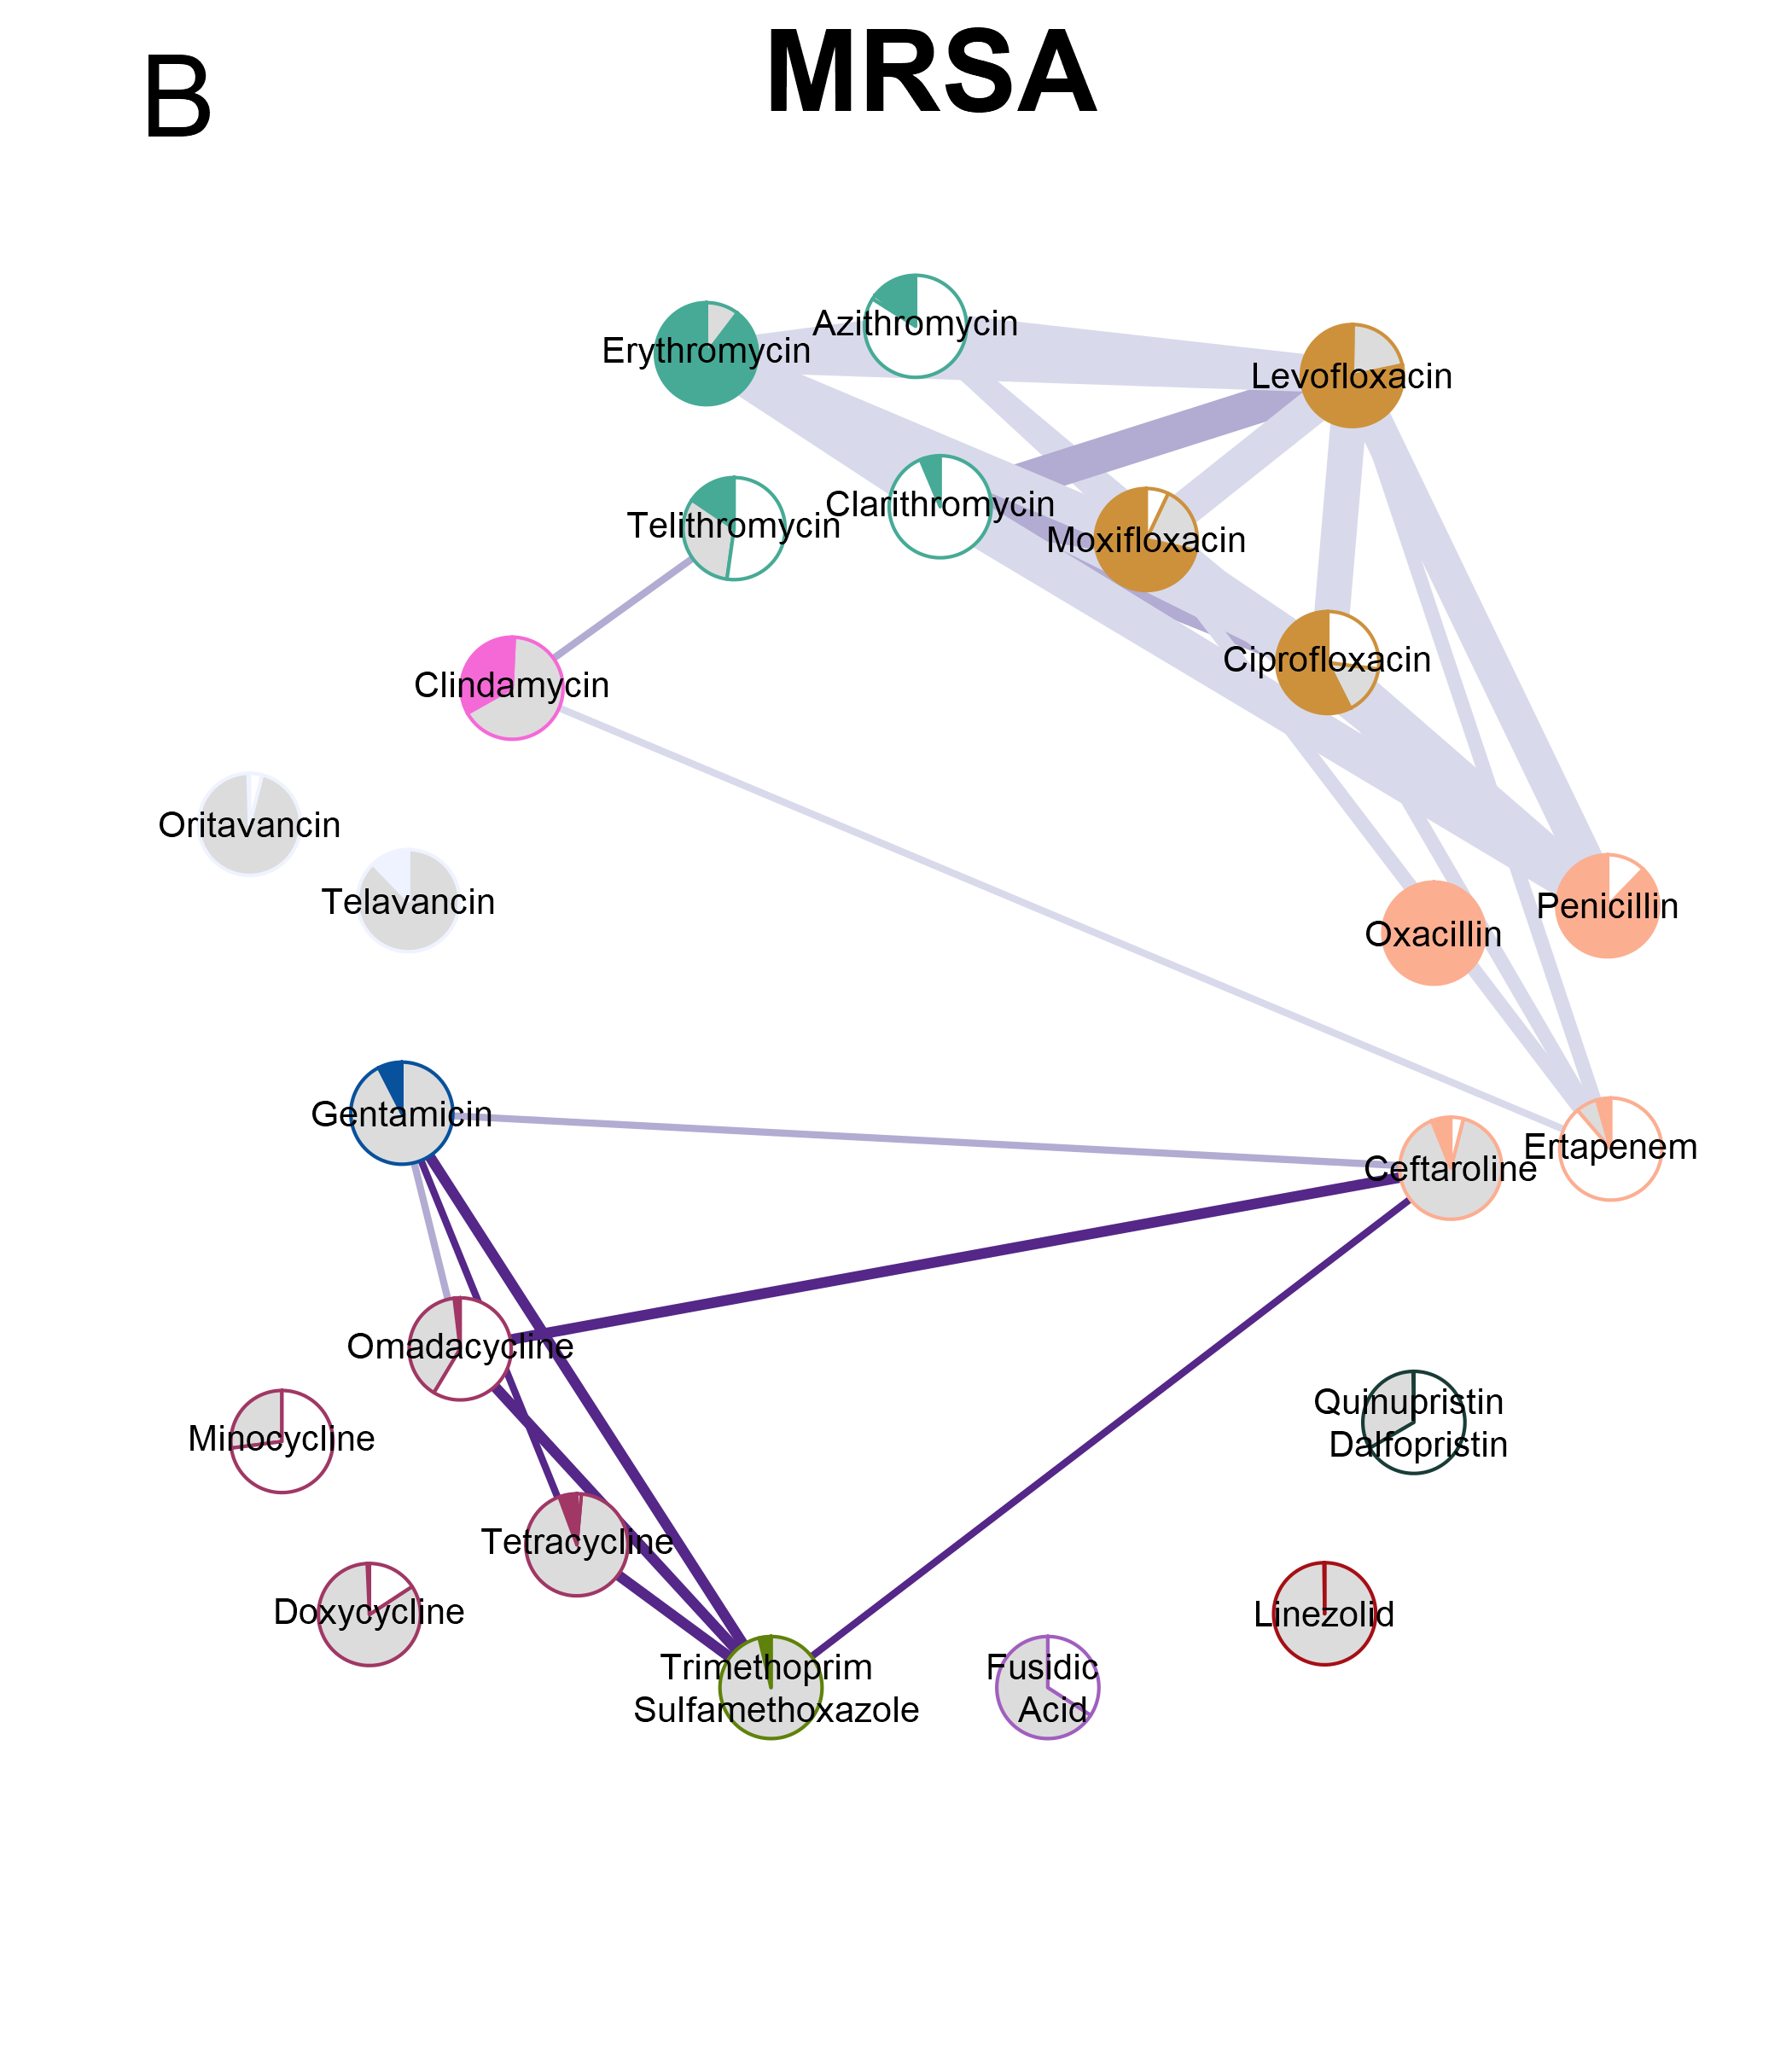 B
MRSA
Azithromycin
Erythromycin
Levofloxacin
Clarithromycin
Telithromycin
Moxifloxacin
Ciprofloxacin
Clindamycin
Oritavancin
Telavancin
Penicillin
Oxacillin
Gentamicin
Ertapenem
Ceftaroline
Omadacycline
Quinupristin
Dalfopristin
Minocycline
Tetracycline
Doxycycline
Linezolid
Trimethoprim
Sulfamethoxazole
Fusidic
Acid